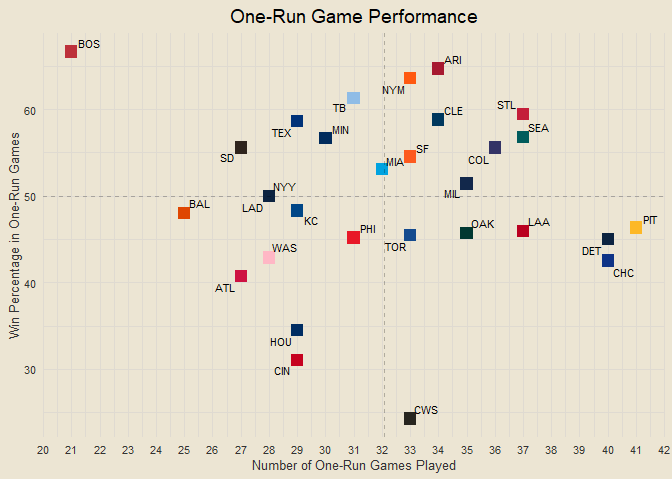 One-Run Game Performance
BOS
ARI
NYM
TB
STL
CLE
TEX
MIN
SEA
SD
SF
COL
MIA
MIL
NYY
LAD
BAL
KC
PHI
TOR
OAK
LAA
PIT
DET
CHC
WAS
ATL
HOU
CIN
CWS
60
50
40
30
Win Percentage in One-Run Games
20 21 22 23 24 25 26 27 28 29 30 31 32 33 34 35 36 37 38 39 40 41 42
Number of One-Run Games Played